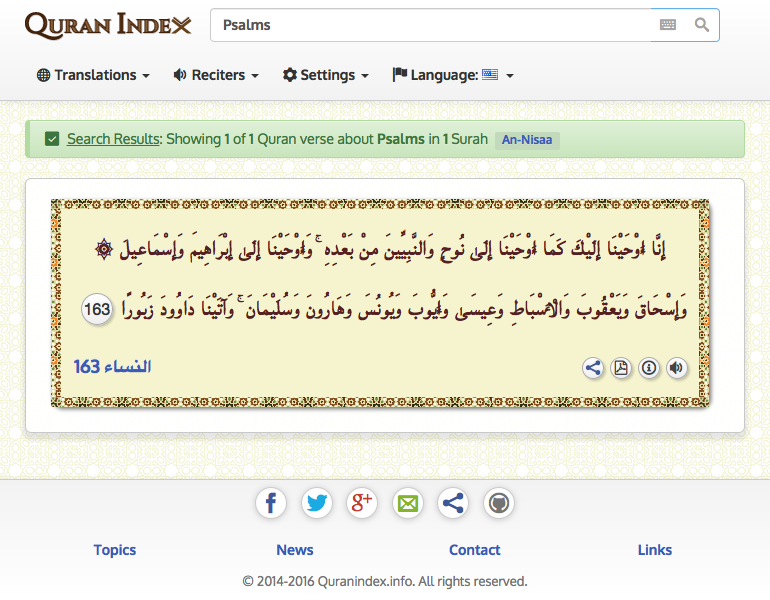 QURAN INDEX
Psalms
Translations
Reciters
Settings
Language:
Search Results: Showing 1 of 1 Quran verse about Psalms in 1 Surah An-Nisaa
إِنَّا أَوْحَيْنَا إِلَيْكَ كَمَا أَوْحَيْنَا إِلَىٰ نُوحٍ وَالنَّبِيِّينَ مِنْ بَعْدِهِ ۚ وَأَوْحَيْنَا إِلَىٰ إِبْرَاهِيمَ وَإِسْمَاعِيلَ ۞
وَإِسْحَاقَ وَيَعْقُوبَ وَالْأَسْبَاطِ وَعِيسَىٰ وَأَيُّوبَ وَيُونُسَ وَهَارُونَ وَسُلَيْمَانَ ۚ وَآتَيْنَا دَاوُودَ زَبُورًا 163
النساء 163
g+
Topics
News
Contact
Links
© 2014-2016 Quranindex.info. All rights reserved.